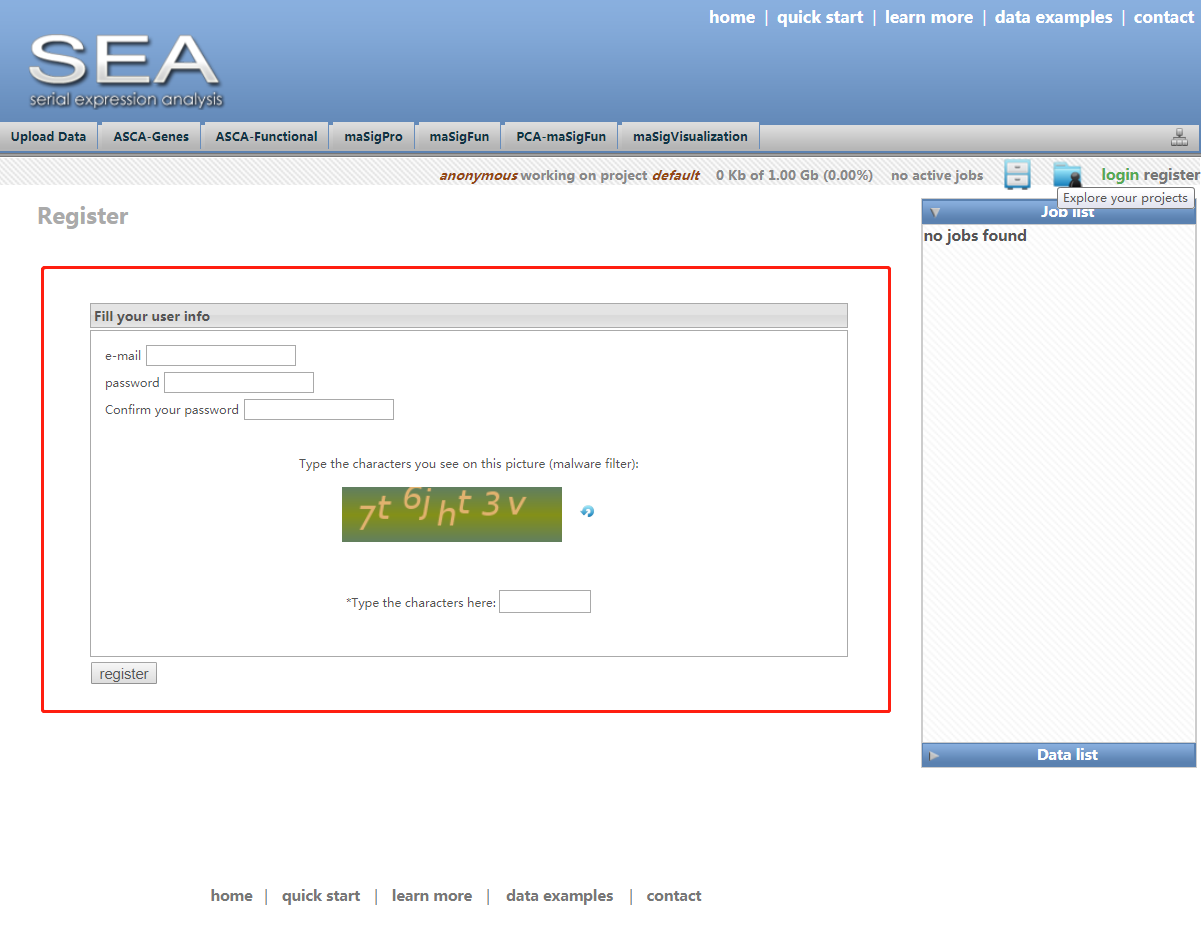 home | quick start | learn more | data examples | contact
SEA
serial expression analysis
Upload Data ASCA-Genes ASCA-Functional maSigPro maSigFun PCA-maSigFun maSigVisualization
anonymous working on project default 0 Kb of 1.00 Gb (0.00%) no active jobs login register
Explore your projects
Register
Job list
no jobs found
Fill your user info
e-mail
password
Confirm your password
Type the characters you see on this picture (malware filter):
7t6jht3v
*Type the characters here:
register
Data list
home | quick start | learn more | data examples | contact